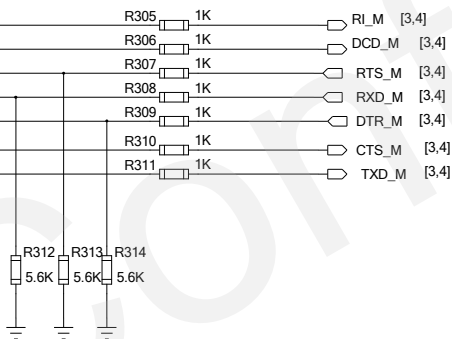 R305 1K RI_M [3,4]
R306 1K DCD_M [3,4]
R307 1K RTS_M [3,4]
R308 1K RXD_M [3,4]
R309 1K DTR_M [3,4]
R310 1K CTS_M [3,4]
R311 1K TXD_M [3,4]
R312 R313 R314
5.6K 5.6K 5.6K
Cont